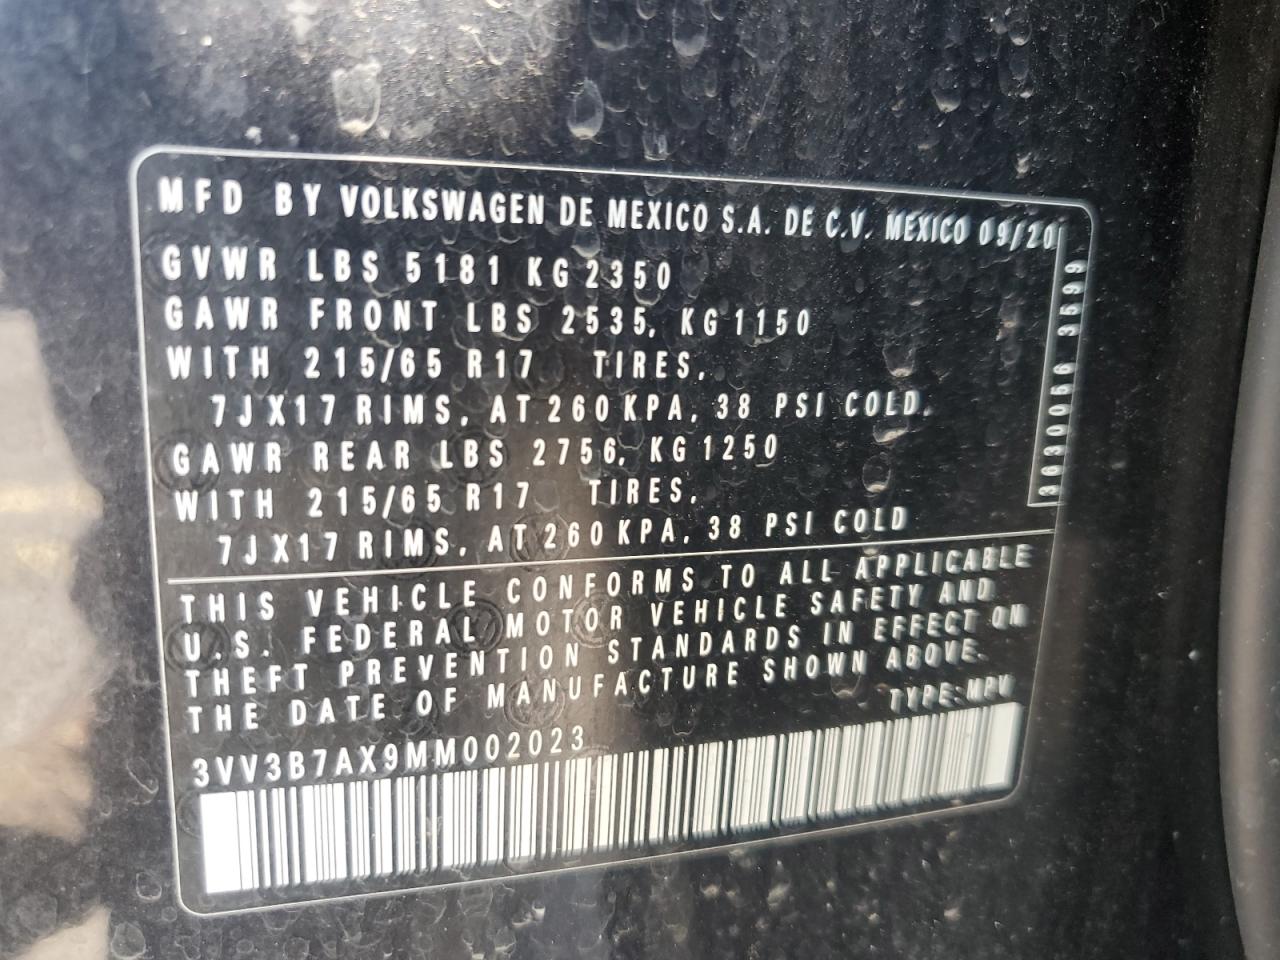 MFD BY VOLKSWAGEN DE MEXICO S.A. DE C.V. MEXICO 09/20
GVWR LBS 5181 KG 2350
GAWR FRONT LBS 2535, KG 1150
WITH 215/65 R17 TIRES,
7JX17 RIMS, AT 260 KPA, 38 PSI COLD.
GAWR REAR LBS 2756, KG 1250
WITH 215/65 R17 TIRES,
7JX17 RIMS, AT 260 KPA, 38 PSI COLD
3630056 3599
THIS VEHICLE CONFORMS TO ALL APPLICABLE
U.S. FEDERAL MOTOR VEHICLE SAFETY AND
THEFT PREVENTION STANDARDS IN EFFECT ON
THE DATE OF MANUFACTURE SHOWN ABOVE.
TYPE:MPV
3VV3B7AX9MM002023